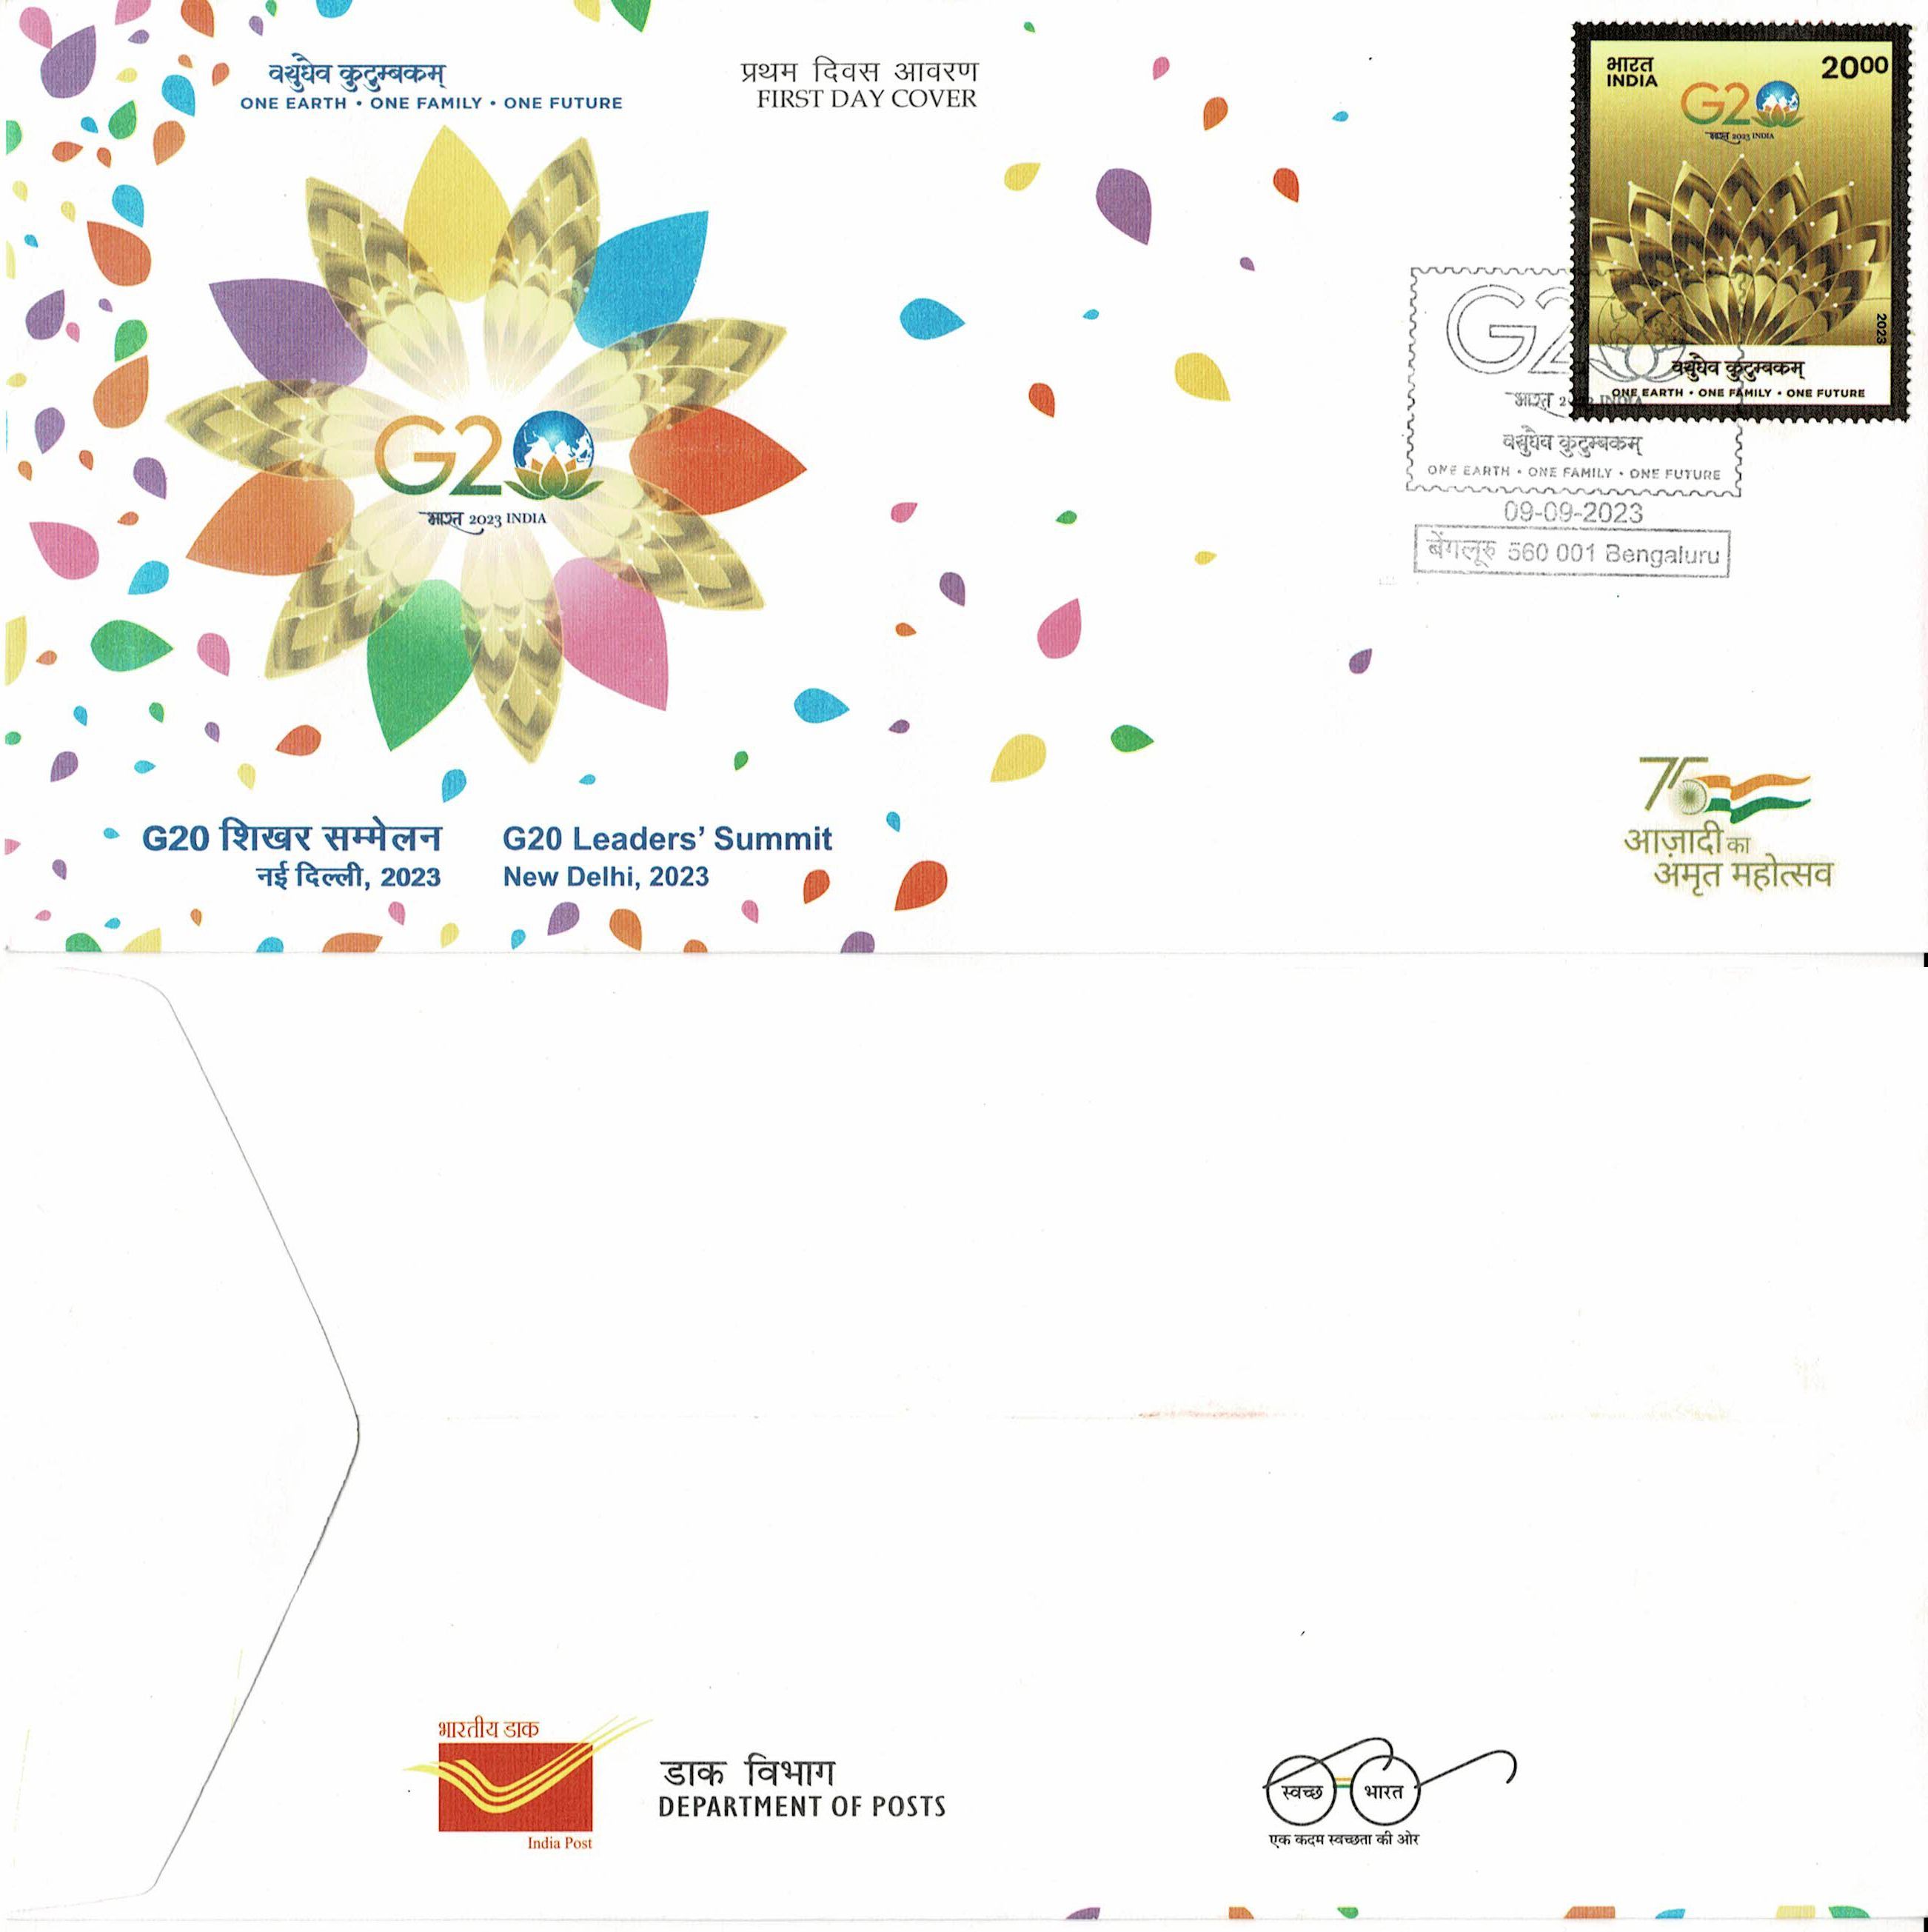 वसुधैव कुटुम्बकम्
ONE EARTH • ONE FAMILY • ONE FUTURE
प्रथम दिवस आवरण
FIRST DAY COVER
भारत
INDIA
2000
G20
भारत 2023 INDIA
2023
वसुधैव कुटुम्बकम्
ONE EARTH • ONE FAMILY • ONE FUTURE
G20
भारत 2023 INDIA
G2
भारत 2 INDIA
वसुधैव कुटुम्बकम्
ONE EARTH • ONE FAMILY • ONE FUTURE
09-09-2023
बेंगलूरु 560 001 Bengaluru
G20 शिखर सम्मेलन
नई दिल्ली, 2023
G20 Leaders’ Summit
New Delhi, 2023
75
आज़ादी का
अमृत महोत्सव
भारतीय डाक
India Post
डाक विभाग
DEPARTMENT OF POSTS
स्वच्छ भारत
एक कदम स्वच्छता की ओर